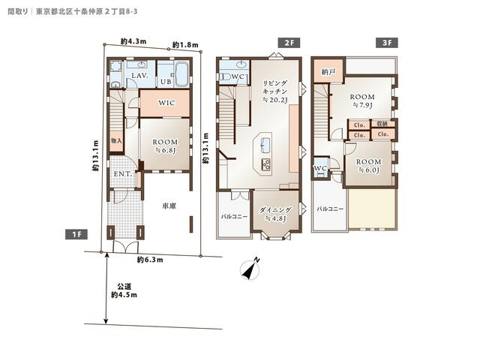 間取り｜東京都北区十条仲原２丁目8-3
約4.3m
約1.8m
LAV.
UB
WIC
物入
ROOM
≒6.8J
約13.1m
約13.1m
ENT.
車庫
1F
約6.3m
公道
約4.5m
2F
WC
リビング
キッチン
≒20.2J
ダイニング
≒4.8J
バルコニー
3F
納戸
ROOM
≒7.9J
Clo.
収納
Clo.
Clo.
ROOM
≒6.0J
WC
バルコニー
N